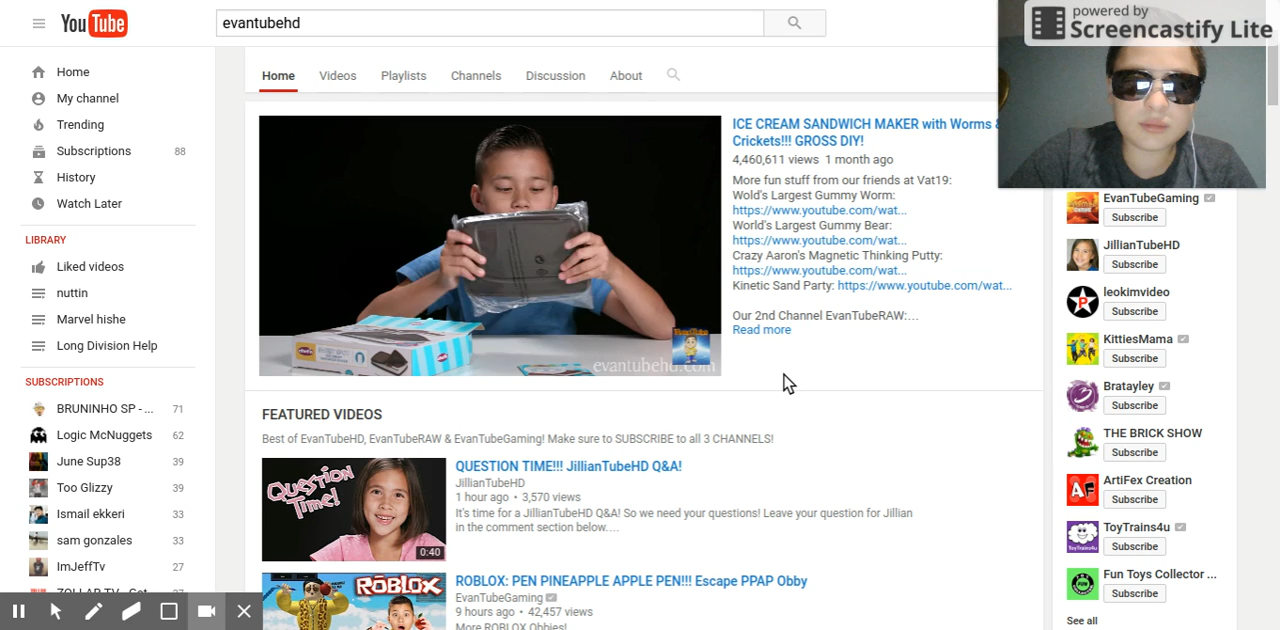 YouTube
evantubehd
powered by
Screencastify Lite
Home
My channel
Trending
Subscriptions 88
History
Watch Later
LIBRARY
Liked videos
nuttin
Marvel hishe
Long Division Help
SUBSCRIPTIONS
BRUNINHO SP - ... 71
Logic McNuggets 62
June Sup38 39
Too Glizzy 39
Ismail ekkeri 33
sam gonzales 33
ImJeffTv 27
Home Videos Playlists Channels Discussion About
evantubehd.com
ICE CREAM SANDWICH MAKER with Worms &
Crickets!!! GROSS DIY!
4,460,611 views 1 month ago
More fun stuff from our friends at Vat19:
Wold's Largest Gummy Worm:
https://www.youtube.com/wat...
World's Largest Gummy Bear:
https://www.youtube.com/wat...
Crazy Aaron's Magnetic Thinking Putty:
https://www.youtube.com/wat...
Kinetic Sand Party: https://www.youtube.com/wat...
Our 2nd Channel EvanTubeRAW:...
Read more
FEATURED VIDEOS
Best of EvanTubeHD, EvanTubeRAW & EvanTubeGaming! Make sure to SUBSCRIBE to all 3 CHANNELS!
Question
Time!
0:40
QUESTION TIME!!! JillianTubeHD Q&A!
JillianTubeHD
1 hour ago • 3,570 views
It's time for a JillianTubeHD Q&A! So we need your questions! Leave your question for Jillian
in the comment section below....
ROBLOX
ROBLOX: PEN PINEAPPLE APPLE PEN!!! Escape PPAP Obby
EvanTubeGaming
9 hours ago • 42,457 views
More ROBLOX Obbies!
EvanTubeGaming
Subscribe
JillianTubeHD
Subscribe
leokimvideo
Subscribe
KittiesMama
Subscribe
Bratayley
Subscribe
THE BRICK SHOW
Subscribe
AF
ArtiFex Creation
Subscribe
ToyTrains4u
ToyTrains4u
Subscribe
FUN
Fun Toys Collector ...
Subscribe
See all